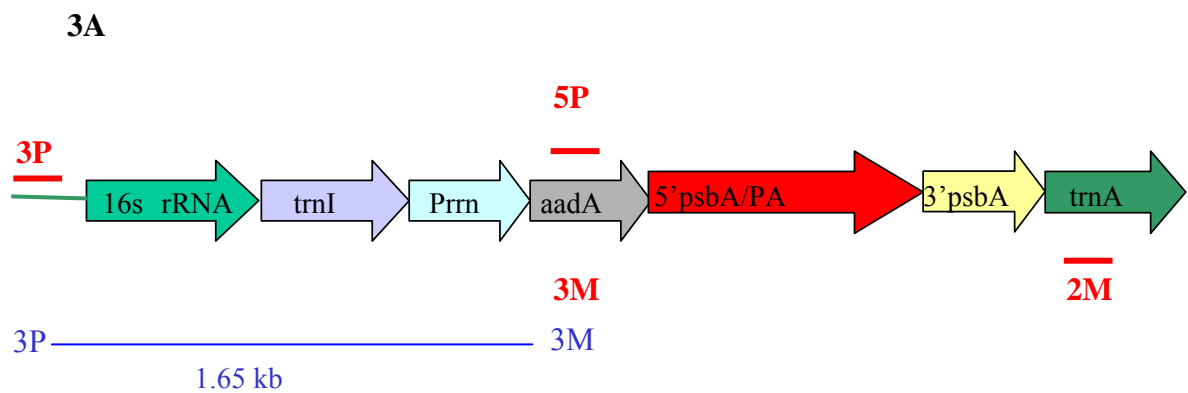 3A
5P
3P
16s rRNA trnI Prrn aadA 5’psbA/PA 3’psbA trnA
3M 2M
3P 3M
1.65 kb